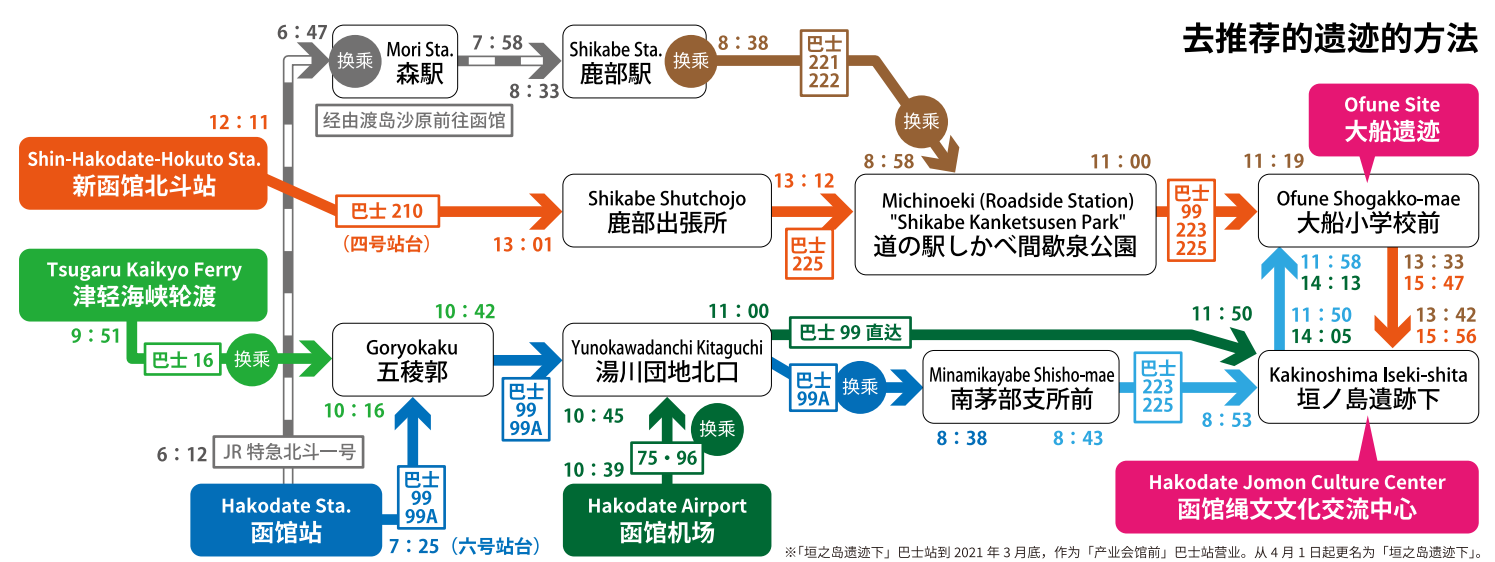 去推荐的遗迹的方法
6：47
换乘
Mori Sta.
森駅
7：58
8：33
Shikabe Sta.
鹿部駅
换乘
8：38
巴士
221
222
换乘
8：58
经由渡岛沙原前往函馆
12：11
Shin-Hakodate-Hokuto Sta.
新函馆北斗站
巴士 210
（四号站台）
13：01
Shikabe Shutchojo
鹿部出張所
13：12
巴士
225
Michinoeki (Roadside Station)
"Shikabe Kanketsusen Park"
道の駅しかべ間歇泉公園
11：00
巴士
99
223
225
11：19
Ofune Site
大船遗迹
Ofune Shogakko-mae
大船小学校前
11：58
14：13
13：33
15：47
11：50
14：05
13：42
15：56
Tsugaru Kaikyo Ferry
津轻海峡轮渡
9：51
巴士 16
换乘
10：16
Goryokaku
五稜郭
10：42
巴士
99
99A
Yunokawadanchi Kitaguchi
湯川団地北口
11：00
巴士 99 直达
11：50
巴士
99A
换乘
Minamikayabe Shisho-mae
南茅部支所前
8：38
8：43
巴士
223
225
8：53
Kakinoshima Iseki-shita
垣ノ島遺跡下
Hakodate Jomon Culture Center
函馆绳文文化交流中心
6：12
JR 特急北斗一号
Hakodate Sta.
函馆站
巴士
99
99A
7：25（六号站台）
10：45
换乘
75・96
10：39
Hakodate Airport
函馆机场
※「垣之岛遗迹下」巴士站到 2021 年 3 月底，作为「产业会馆前」巴士站营业。从 4 月 1 日起更名为「垣之岛遗迹下」。